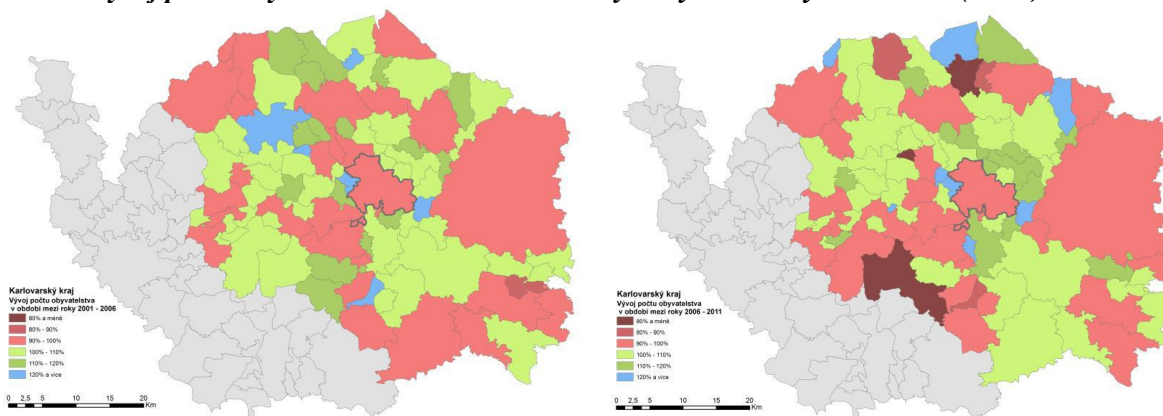 Karlovarský kraj
Vývoj počtu obyvatelstva
v období mezi roky 2001 - 2006
80% a méně
80% - 90%
90% - 100%
100% - 110%
110% - 120%
120% a více
0 2,5 5 10 15 20
Km
Karlovarský kraj
Vývoj počtu obyvatelstva
v období mezi roky 2006 - 2011
80% a méně
80% - 90%
90% - 100%
100% - 110%
110% - 120%
120% a více
0 2,5 5 10 15 20
Km